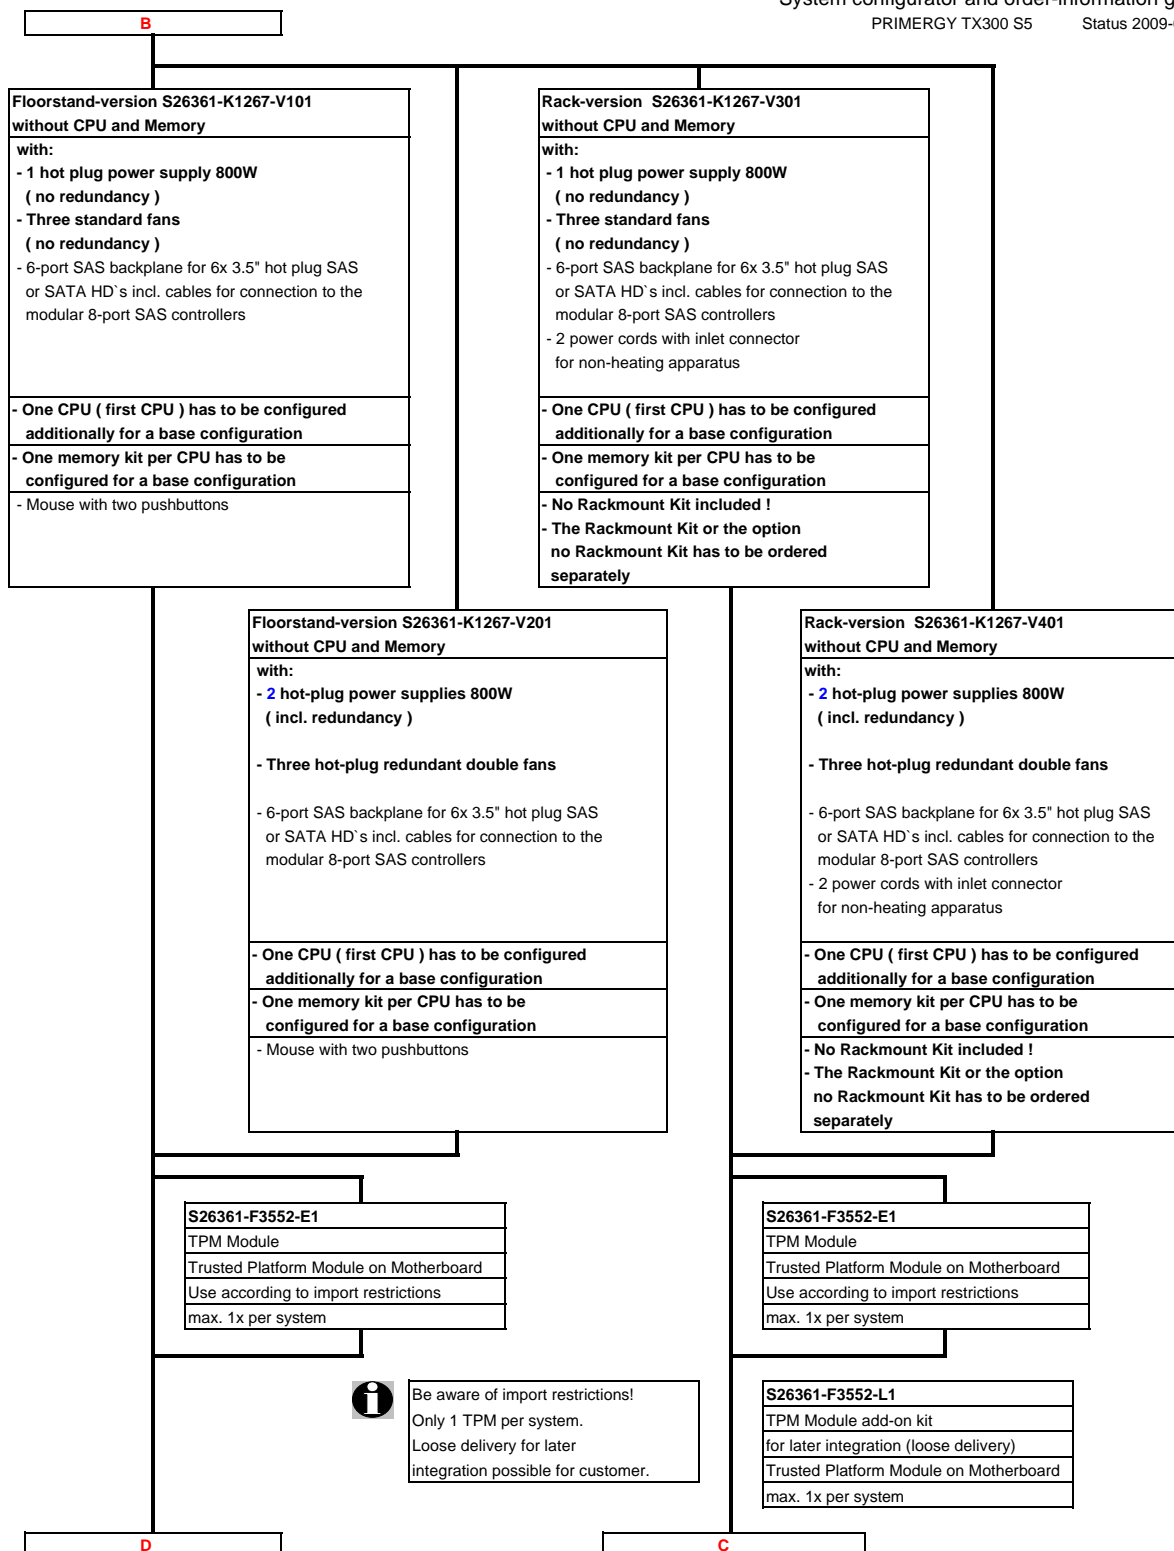 System configurator and order-information g
PRIMERGY TX300 S5 Status 2009-
B
Floorstand-version S26361-K1267-V101
without CPU and Memory
with:
- 1 hot plug power supply 800W
( no redundancy )
- Three standard fans
( no redundancy )
- 6-port SAS backplane for 6x 3.5" hot plug SAS
or SATA HD`s incl. cables for connection to the
modular 8-port SAS controllers
- One CPU ( first CPU ) has to be configured
additionally for a base configuration
- One memory kit per CPU has to be
configured for a base configuration
- Mouse with two pushbuttons
Rack-version S26361-K1267-V301
without CPU and Memory
with:
- 1 hot plug power supply 800W
( no redundancy )
- Three standard fans
( no redundancy )
- 6-port SAS backplane for 6x 3.5" hot plug SAS
or SATA HD`s incl. cables for connection to the
modular 8-port SAS controllers
- 2 power cords with inlet connector
for non-heating apparatus
- One CPU ( first CPU ) has to be configured
additionally for a base configuration
- One memory kit per CPU has to be
configured for a base configuration
- No Rackmount Kit included !
- The Rackmount Kit or the option
no Rackmount Kit has to be ordered
separately
Floorstand-version S26361-K1267-V201
without CPU and Memory
with:
- 2 hot-plug power supplies 800W
( incl. redundancy )
- Three hot-plug redundant double fans
- 6-port SAS backplane for 6x 3.5" hot plug SAS
or SATA HD`s incl. cables for connection to the
modular 8-port SAS controllers
- One CPU ( first CPU ) has to be configured
additionally for a base configuration
- One memory kit per CPU has to be
configured for a base configuration
- Mouse with two pushbuttons
Rack-version S26361-K1267-V401
without CPU and Memory
with:
- 2 hot-plug power supplies 800W
( incl. redundancy )
- Three hot-plug redundant double fans
- 6-port SAS backplane for 6x 3.5" hot plug SAS
or SATA HD`s incl. cables for connection to the
modular 8-port SAS controllers
- 2 power cords with inlet connector
for non-heating apparatus
- One CPU ( first CPU ) has to be configured
additionally for a base configuration
- One memory kit per CPU has to be
configured for a base configuration
- No Rackmount Kit included !
- The Rackmount Kit or the option
no Rackmount Kit has to be ordered
separately
S26361-F3552-E1
TPM Module
Trusted Platform Module on Motherboard
Use according to import restrictions
max. 1x per system
S26361-F3552-E1
TPM Module
Trusted Platform Module on Motherboard
Use according to import restrictions
max. 1x per system
Be aware of import restrictions!
Only 1 TPM per system.
Loose delivery for later
integration possible for customer.
S26361-F3552-L1
TPM Module add-on kit
for later integration (loose delivery)
Trusted Platform Module on Motherboard
max. 1x per system
D
C